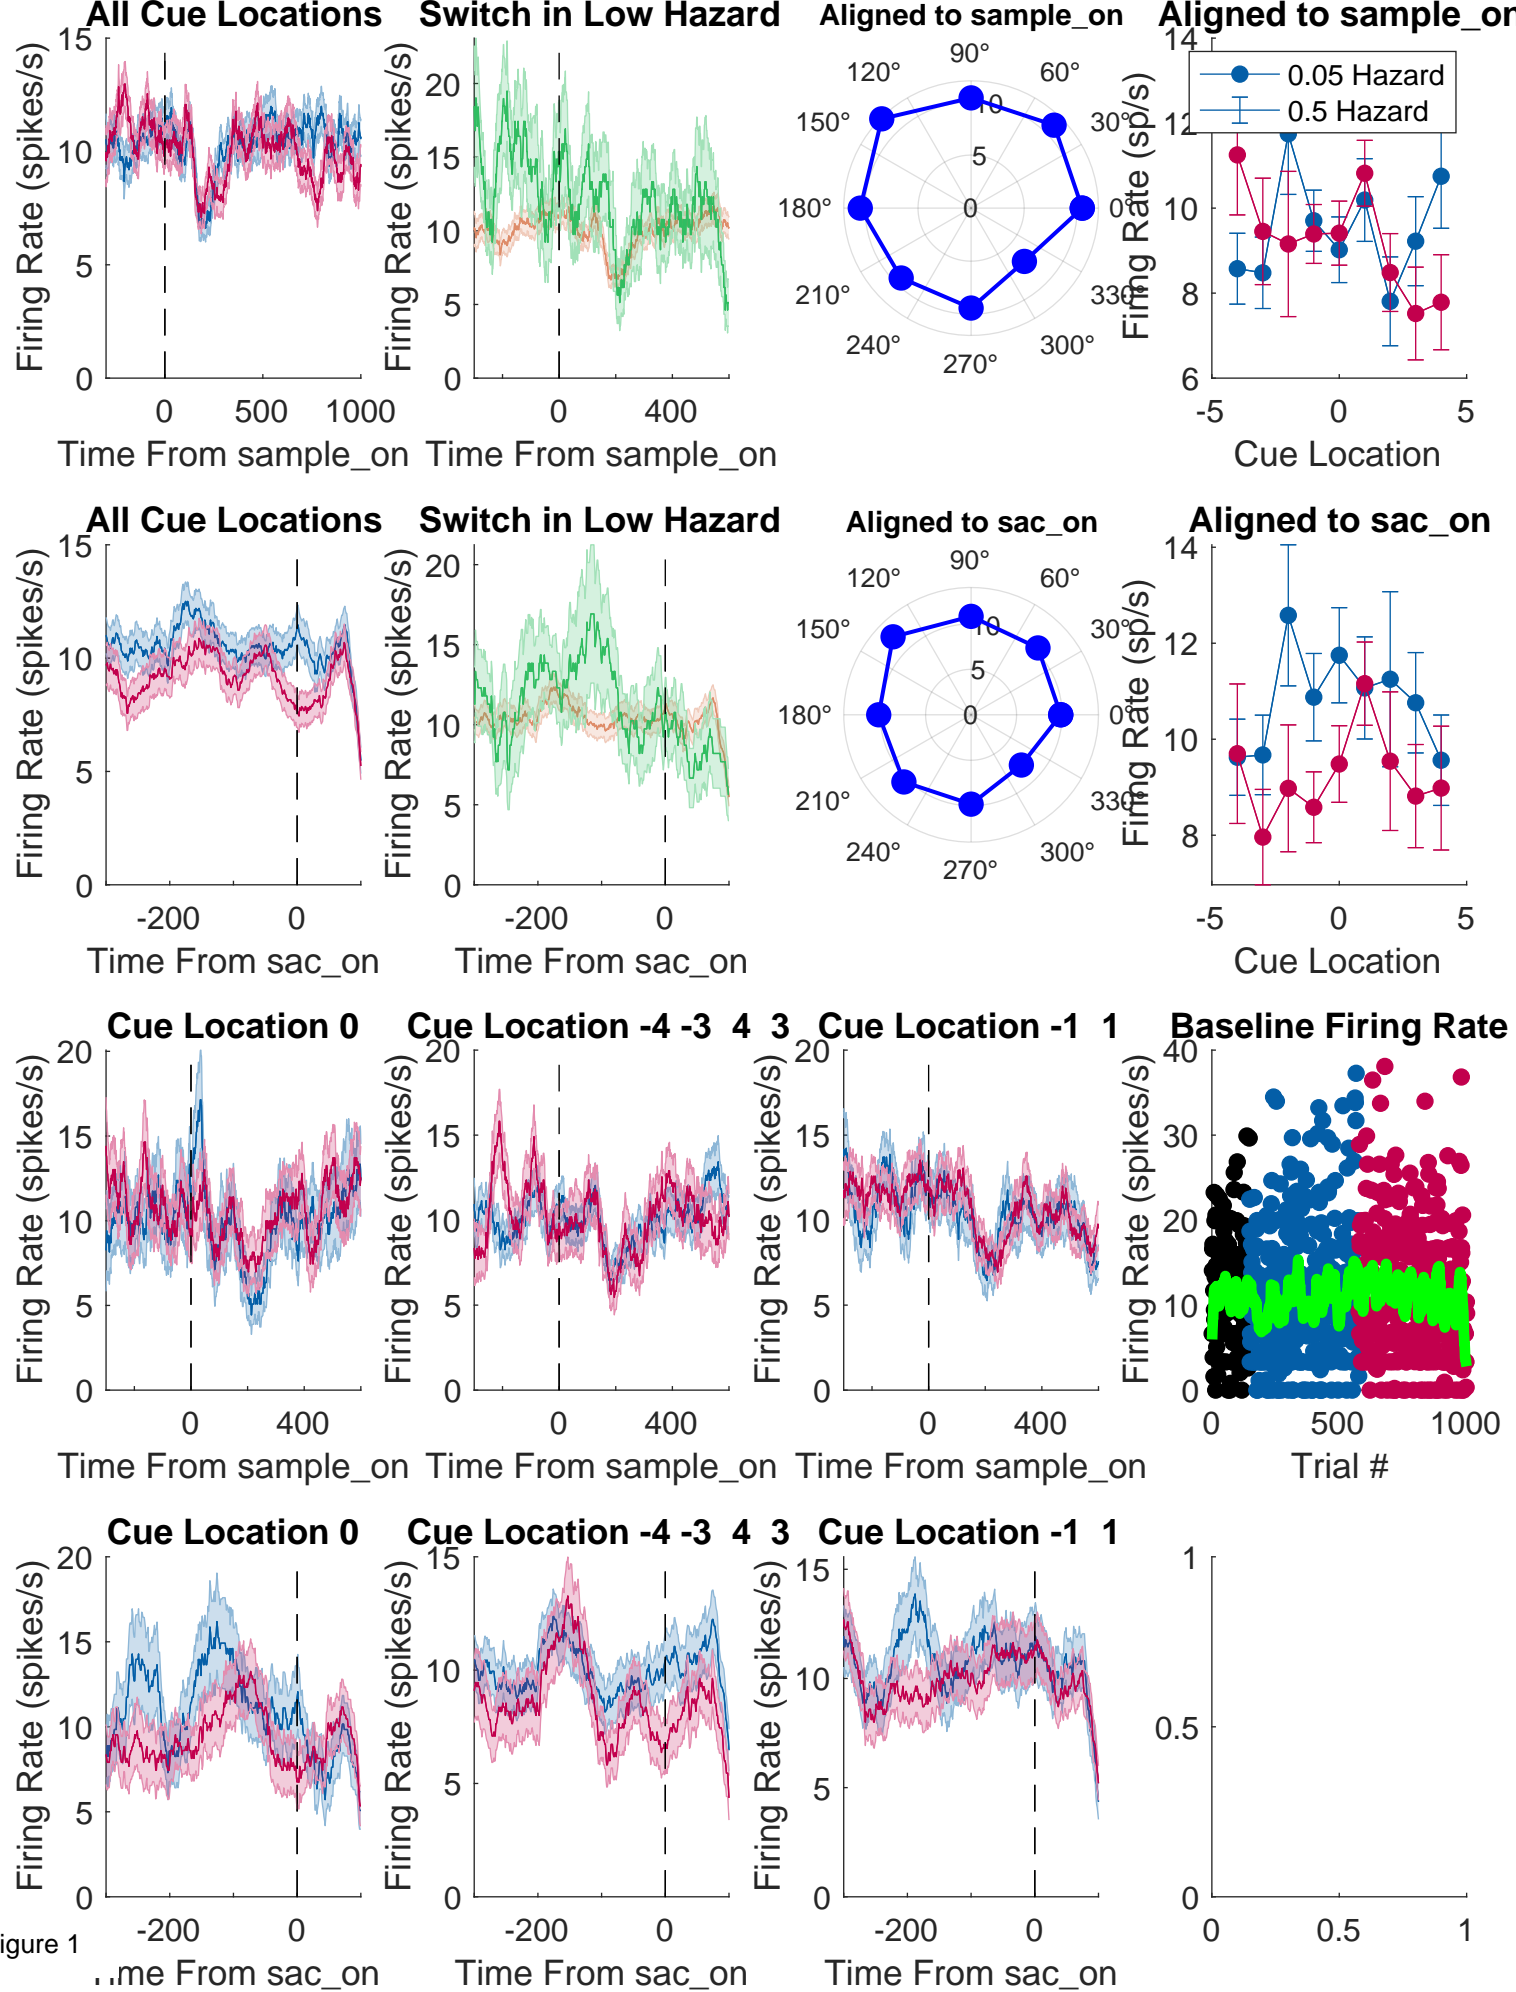 All Cue Locations
Firing Rate (spikes/s)
15
10
5
0
0 500 1000
Time From sample_on
Switch in Low Hazard
Firing Rate (spikes/s)
20
15
10
5
0
0 400
Time From sample_on
Aligned to sample_on
90°
120° 60°
150° 30°
180° 0°
210° 330°
240° 300°
270°
10
5
0
Aligned to sample_on
Firing Rate (sp/s)
14
12
10
8
6
0.05 Hazard
0.5 Hazard
-5 0 5
Cue Location
All Cue Locations
Firing Rate (spikes/s)
15
10
5
0
-200 0
Time From sac_on
Switch in Low Hazard
Firing Rate (spikes/s)
20
15
10
5
0
-200 0
Time From sac_on
Aligned to sac_on
90°
120° 60°
150° 30°
180° 0°
210° 330°
240° 300°
270°
10
5
0
Aligned to sac_on
Firing Rate (sp/s)
14
12
10
8
-5 0 5
Cue Location
Cue Location 0
Firing Rate (spikes/s)
20
15
10
5
0
0 400
Time From sample_on
Cue Location -4 -3 4 3
Firing Rate (spikes/s)
20
15
10
5
0
0 400
Time From sample_on
Cue Location -1 1
Firing Rate (spikes/s)
20
15
10
5
0
0 400
Time From sample_on
Baseline Firing Rate
Firing Rate (spikes/s)
40
30
20
10
0
0 500 1000
Trial #
Cue Location 0
Firing Rate (spikes/s)
20
15
10
5
0
-200 0
Time From sac_on
Cue Location -4 -3 4 3
Firing Rate (spikes/s)
15
10
5
0
-200 0
Time From sac_on
Cue Location -1 1
Firing Rate (spikes/s)
15
10
5
0
-200 0
Time From sac_on
1
0.5
0
0 0.5 1
igure 1